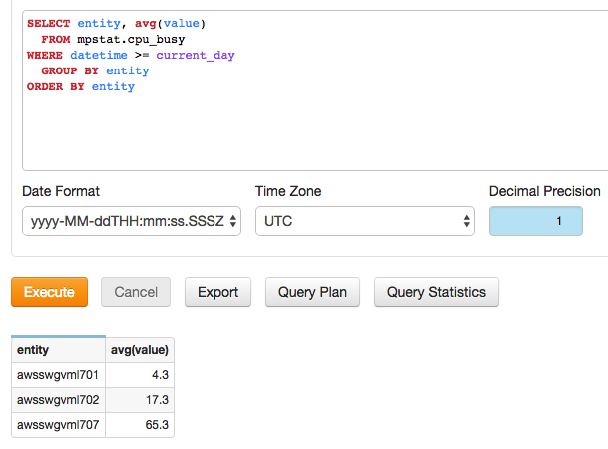 SELECT entity, avg(value)
FROM mpstat.cpu_busy
WHERE datetime >= current_day
GROUP BY entity
ORDER BY entity
Date Format Time Zone Decimal Precision
yyyy-MM-ddTHH:mm:ss.SSSZ UTC 1
Execute Cancel Export Query Plan Query Statistics
entity avg(value)
awsswgvml701 4.3
awsswgvml702 17.3
awsswgvml707 65.3